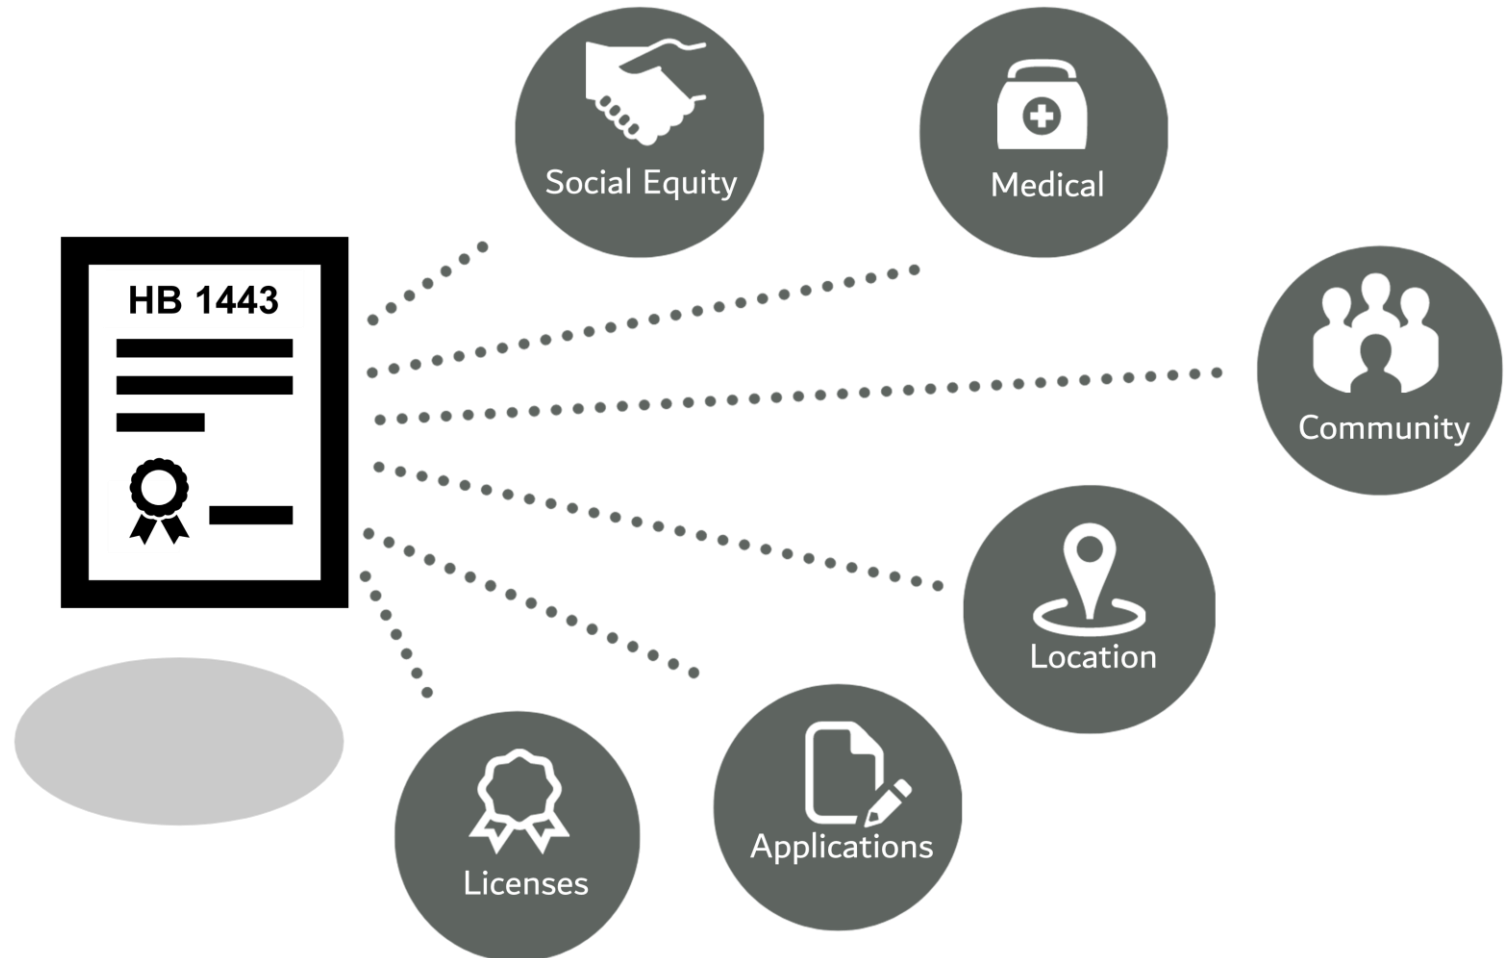 Social Equity
Medical
HB 1443
Community
Location
Applications
Licenses